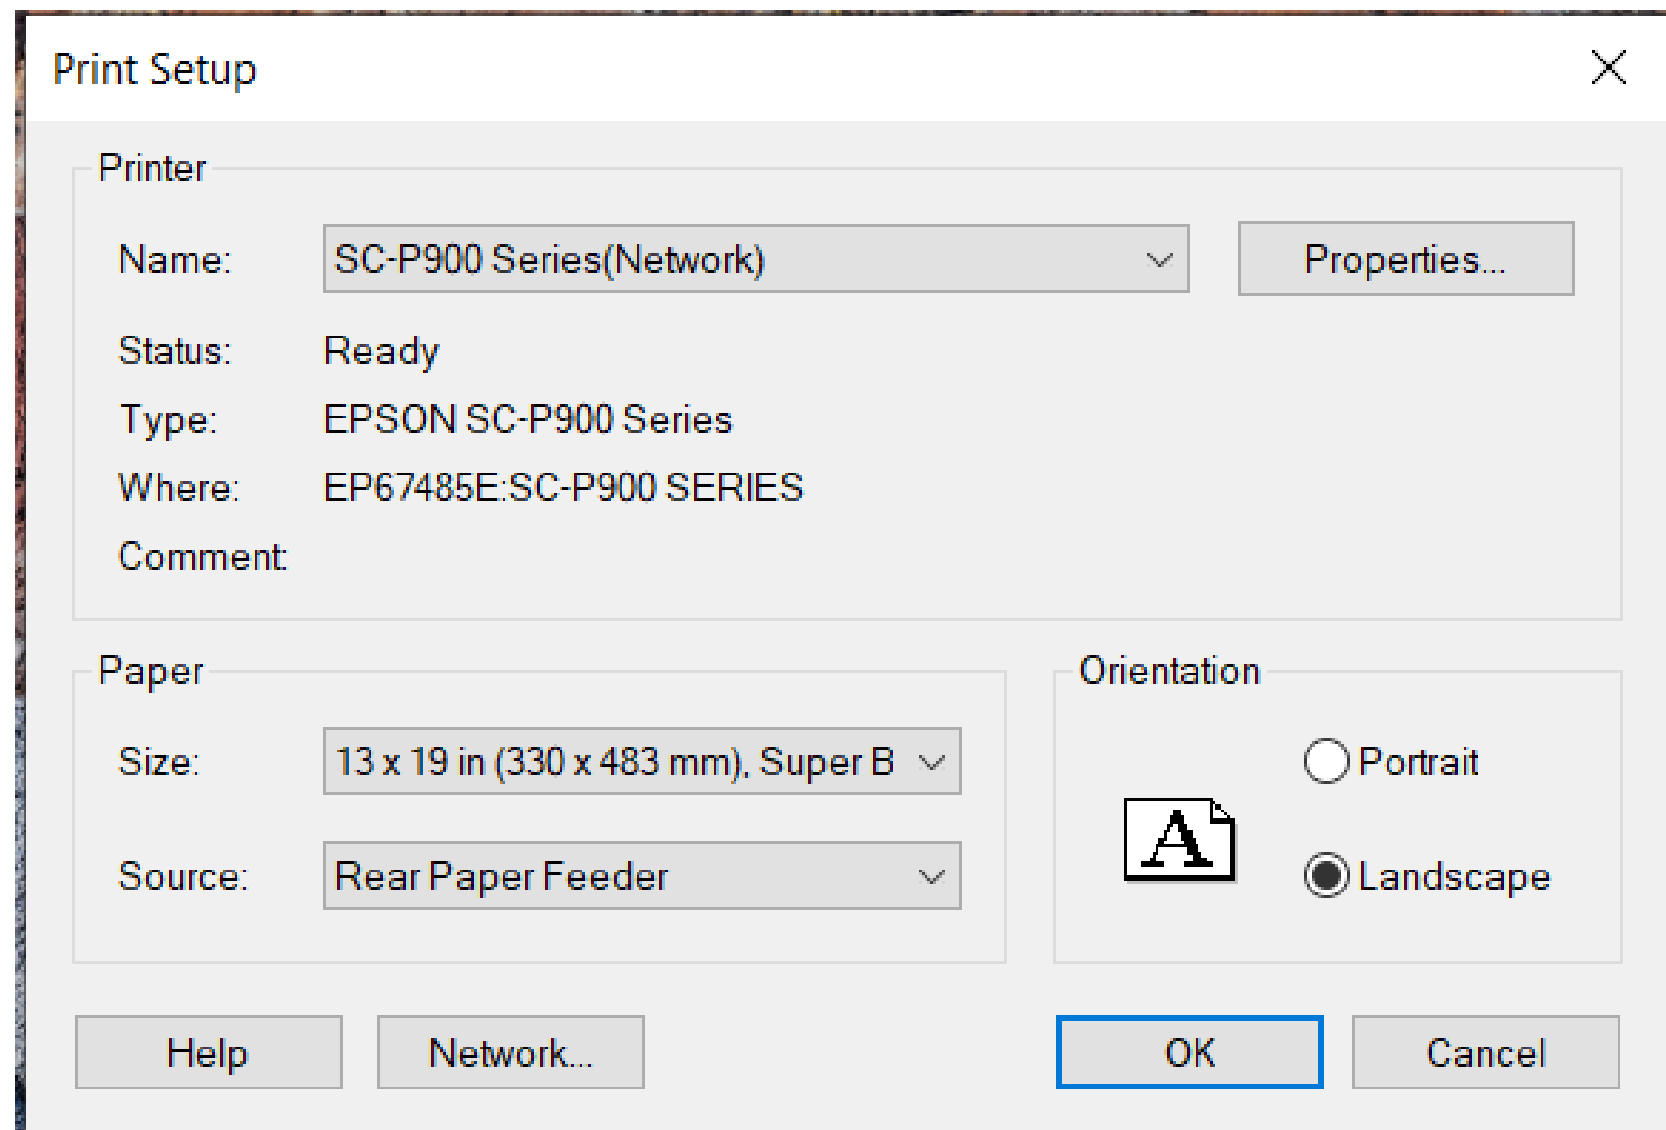 Print Setup
Printer
Name: SC-P900 Series(Network) Properties...
Status: Ready
Type: EPSON SC-P900 Series
Where: EP67485E:SC-P900 SERIES
Comment:
Paper
Size: 13 x 19 in (330 x 483 mm), Super B
Source: Rear Paper Feeder
Orientation
A
Portrait
Landscape
Help Network... OK Cancel